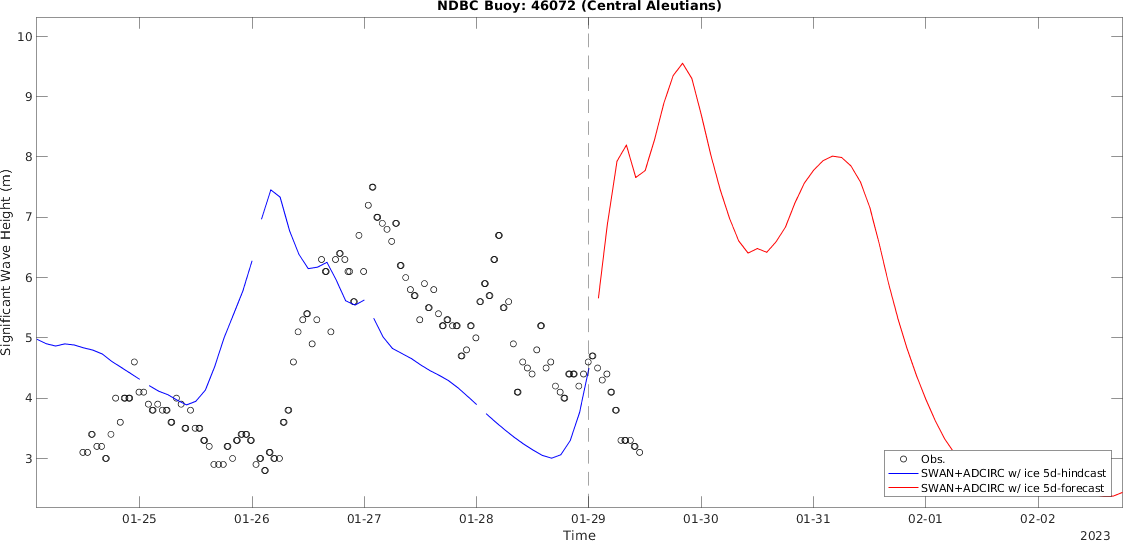 NDBC Buoy: 46072 (Central Aleutians)
10
9
8
7
6
5
4
3
Significant Wave Height (m)
Obs.
SWAN+ADCIRC w/ ice 5d-hindcast
SWAN+ADCIRC w/ ice 5d-forecast
01-25 01-26 01-27 01-28 01-29 01-30 01-31 02-01 02-02
Time
2023